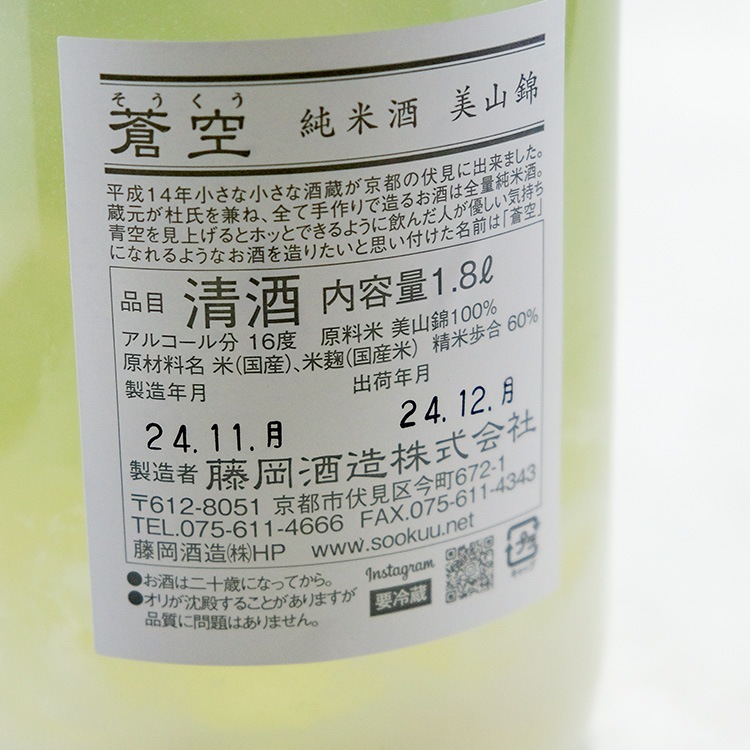 そうくう
蒼空 純米酒 美山錦
平成14年小さな小さな酒蔵が京都の伏見に出来ました。
蔵元が杜氏を兼ね、全て手作りで造るお酒は全量純米酒。
青空を見上げるとホッとできるように飲んだ人が優しい気持ち
になれるようなお酒を造りたいと思い付けた名前は「蒼空」
品目 清酒 内容量1.8ℓ
アルコール分 16度 原料米 美山錦100%
原材料名 米(国産)、米麹(国産米) 精米歩合 60%
製造年月 出荷年月
24.11.月 24.12.月
製造者 藤岡酒造株式会社
〒612-8051 京都市伏見区今町672-1
TEL.075-611-4666 FAX.075-611-4343
藤岡酒造㈱HP www.sookuu.net
●お酒は二十歳になってから。
●オリが沈殿することがありますが
品質に問題はありません。
Instagram
要冷蔵
キャップ